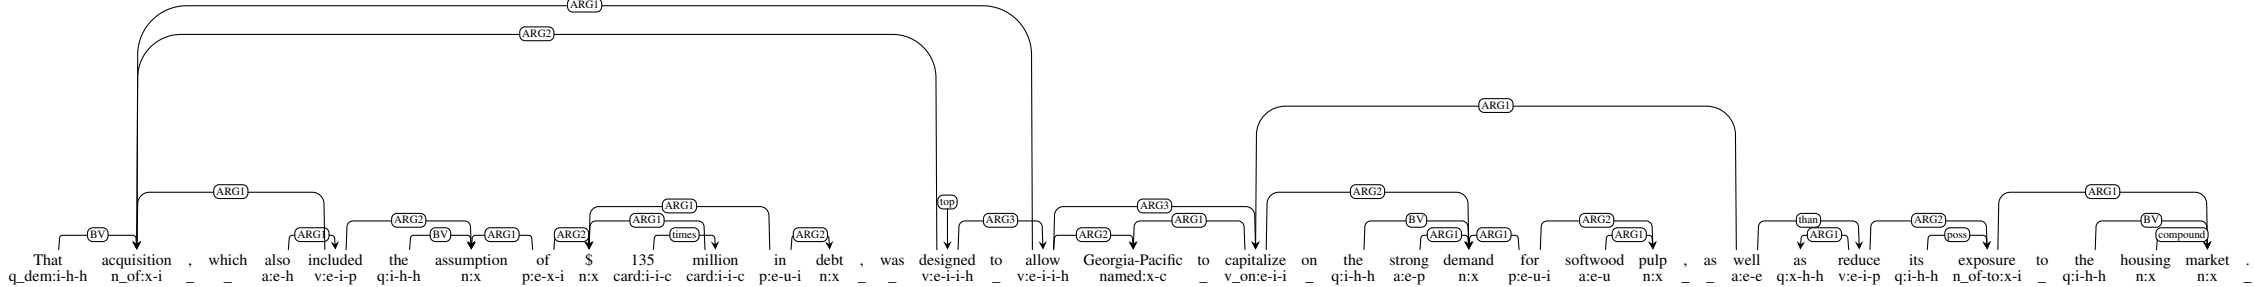 ARG1
ARG2
ARG1
ARG1 top ARG2 ARG1
ARG1 ARG3
ARG2 ARG1 ARG3 ARG1 BV ARG2 than ARG2 BV
BV ARG1 BV ARG1 ARG2 times ARG2 ARG2 ARG1 ARG1 ARG1 ARG1 poss compound
That acquisition , which also included the assumption of $ 135 million in debt , was designed to allow Georgia-Pacific to capitalize on the strong demand for softwood pulp , as well as reduce its exposure to the housing market .
q_dem:i-h-h n_of:x-i _ _ a:e-h v:e-i-p q:i-h-h n:x p:e-x-i n:x card:i-i-c card:i-i-c p:e-u-i n:x _ _ v:e-i-i-h _ v:e-i-i-h named:x-c _ v_on:e-i-i _ q:i-h-h a:e-p n:x p:e-u-i a:e-u n:x _ _ a:e-e q:x-h-h v:e-i-p q:i-h-h n_of-to:x-i _ q:i-h-h n:x n:x _